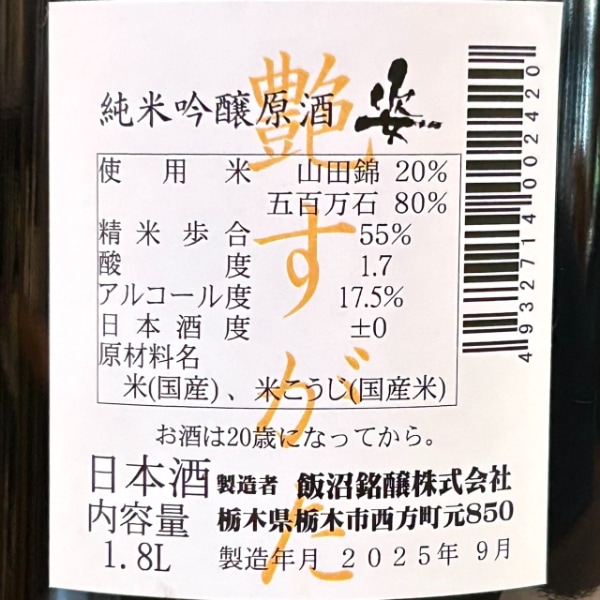 純米吟醸原酒 姿
艶すがた
使用米 山田錦 20%
五百万石 80%
精米歩合 55%
酸度 1.7
アルコール度 17.5%
日本酒度 ±0
原材料名
米(国産)、米こうじ(国産米)
お酒は20歳になってから。
日本酒 製造者 飯沼銘醸株式会社
内容量 栃木県栃木市西方町元850
1.8L 製造年月 2025年 9月
4932714002420